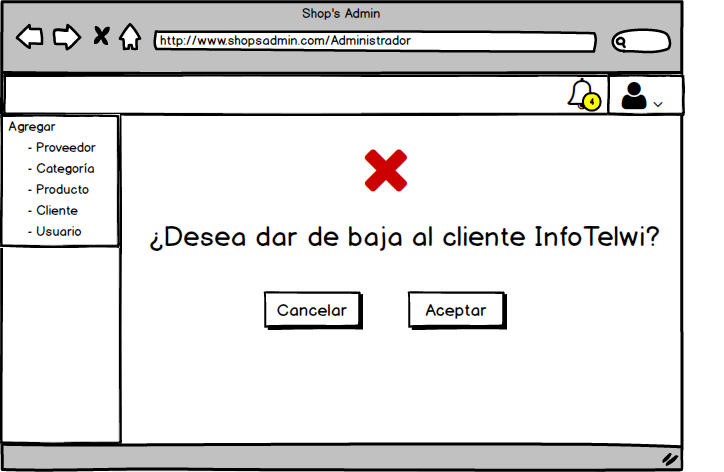 Shop's Admin
http://www.shopsadmin.com/Administrador
4
Agregar
- Proveedor
- Categoría
- Producto
- Cliente
- Usuario
¿Desea dar de baja al cliente InfoTelwi?
Cancelar
Aceptar